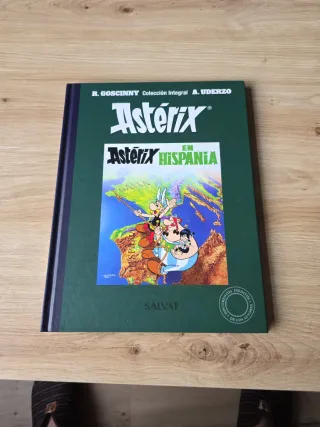 R. GOSCINNY Colección Integral A. UDERZO
Astérix®
Astérix EN HISPANIA
SALVAT